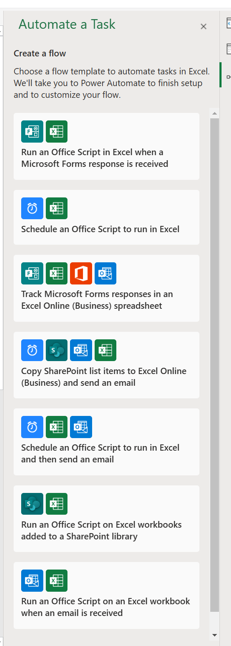 Automate a Task
Create a flow
Choose a flow template to automate tasks in Excel.
We'll take you to Power Automate to finish setup
and to customize your flow.
Run an Office Script in Excel when a
Microsoft Forms response is received
Schedule an Office Script to run in Excel
Track Microsoft Forms responses in an
Excel Online (Business) spreadsheet
Copy SharePoint list items to Excel Online
(Business) and send an email
Schedule an Office Script to run in Excel
and then send an email
Run an Office Script on Excel workbooks
added to a SharePoint library
Run an Office Script on an Excel workbook
when an email is received